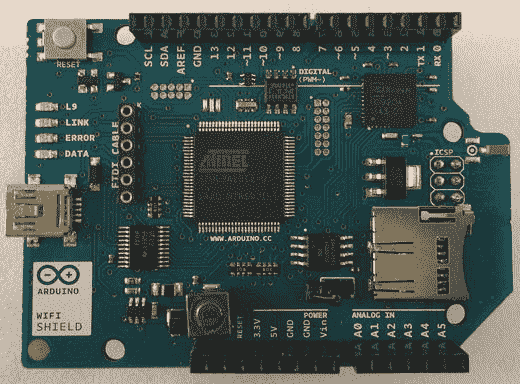 SCL
SDA
AREF
GND
13
12
~11
~10
~9
8
7
~6
~5
4
~3
2
TX 1
RX 0
RESET
DIGITAL
(PWM~)
L9
LINK
ERROR
DATA
FTDI CABLE
ATMEL
ICSP
WWW.ARDUINO.CC
ARDUINO
WIFI
SHIELD
RESET
3.3V
5V
GND
GND
Vin
POWER
ANALOG IN
A0
A1
A2
A3
A4
A5